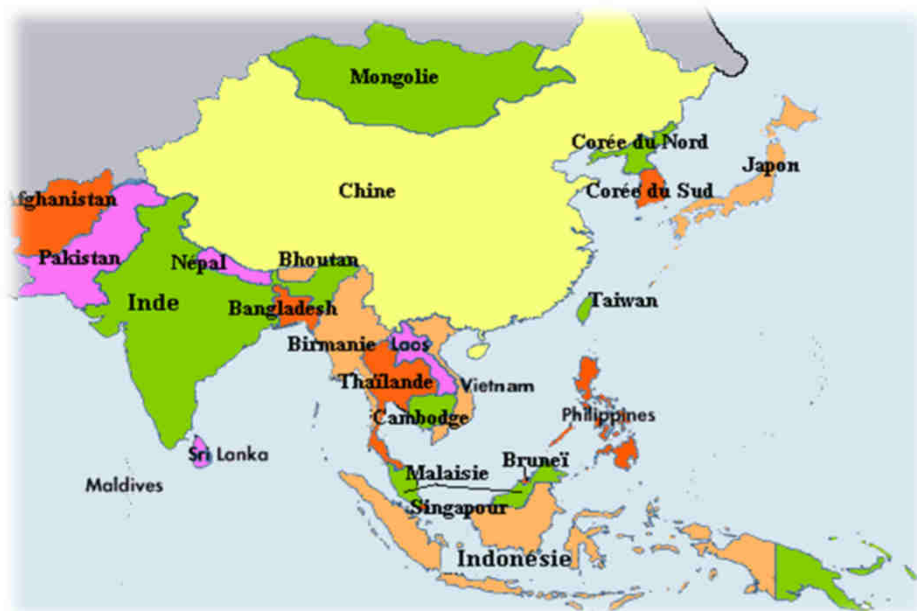 Mongolie
Corée du Nord
Japon
Chine
Corée du Sud
Afghanistan
Pakistan
Népal
Bhoutan
Inde
Bangladesh
Taiwan
Birmanie
Laos
Thaïlande
Vietnam
Cambodge
Philippines
Sri Lanka
Bruneï
Malaisie
Maldives
Singapour
Indonésie